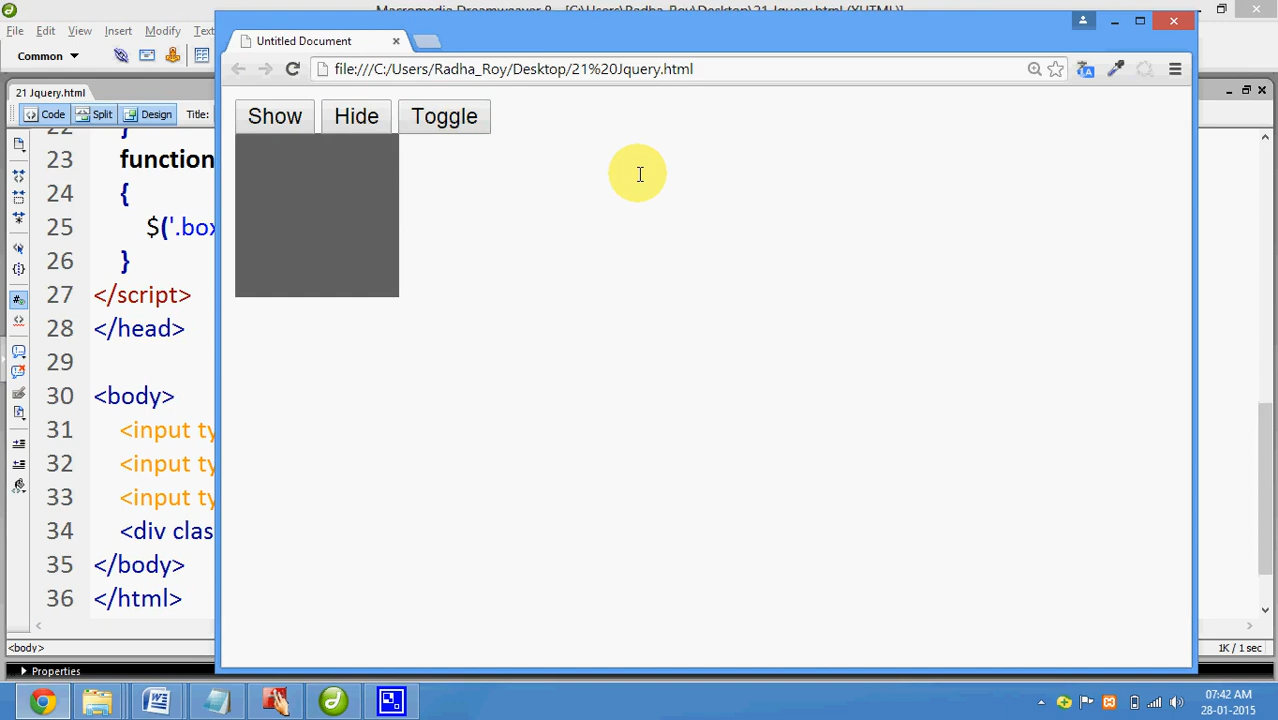 Macromedia Dreamweaver 8 - [C:\Users\Radha_Roy\Desktop\21 Jquery.html (XHTML)]
File Edit View Insert Modify Text
Common
Untitled Document
file:///C:/Users/Radha_Roy/Desktop/21%20Jquery.html
21 Jquery.html
Code Split Design Title:
Show Hide Toggle
22 }
23 function
24 {
25 $('.box
26 }
27 </script>
28 </head>
29
30 <body>
31 <input ty
32 <input ty
33 <input ty
34 <div clas
35 </body>
36 </html>
<body>
1K / 1 sec
Properties
07:42 AM
28-01-2015